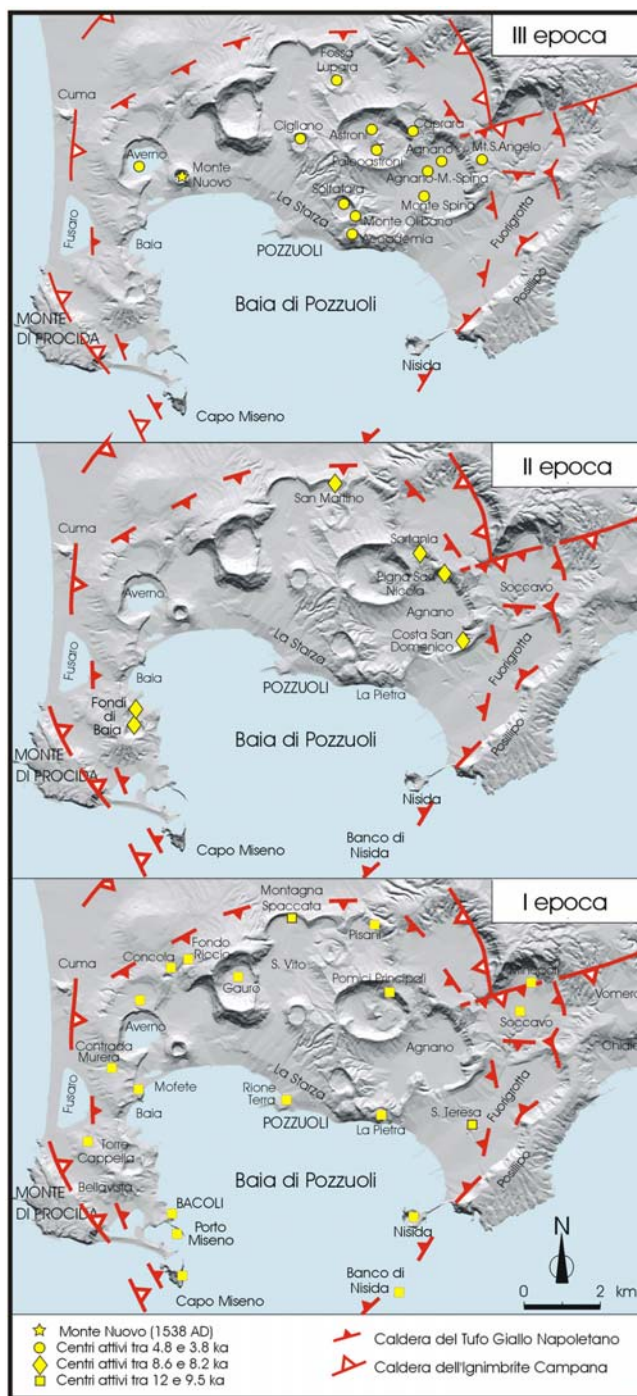 III epoca
Fossa
Lupara
Cuma
Cigliano
Astroni
Caprara
Averno
Agnano
Mt.S.Angelo
Paleoastroni
Monte
Nuovo
Agnano-M.-Spina
Solfatara
Monte Spina
La Starza
Monte Olibano
Fusaro
Baia
POZZUOLI
Accademia
Fuorigrotta
Posillipo
Baia di Pozzuoli
MONTE
DI PROCIDA
Nisida
Capo Miseno
II epoca
San Martino
Cuma
Sartania
Pigna San
Nicola
Soccavo
Averno
Agnano
Costa San
Domenico
La Starza
Fusaro
Baia
POZZUOLI
La Pietra
Fuorigrotta
Posillipo
Fondi
di
Baia
Baia di Pozzuoli
MONTE
DI PROCIDA
Nisida
Banco di
Nisida
Capo Miseno
I epoca
Montagna
Spaccata
Pisani
Fondo
Riccio
Concola
Cuma
S. Vito
Gauro
Pomici Principali
Minopoli
Vomero
Soccavo
Averno
Agnano
Chiaia
Contrada
Murera
Mofete
La Starza
Rione
Terra
Fusaro
Baia
POZZUOLI
La Pietra
S. Teresa
Fuorigrotta
Posillipo
Torre
Cappella
Bellavista
Baia di Pozzuoli
MONTE
DI PROCIDA
BACOLI
Porto
Miseno
Nisida
N
Banco di
Nisida
Capo Miseno
0 2
km
Monte Nuovo (1538 AD)
Centri attivi tra 4.8 e 3.8 ka
Centri attivi tra 8.6 e 8.2 ka
Centri attivi tra 12 e 9.5 ka
Caldera del Tufo Giallo Napoletano
Caldera dell'Ignimbrite Campana